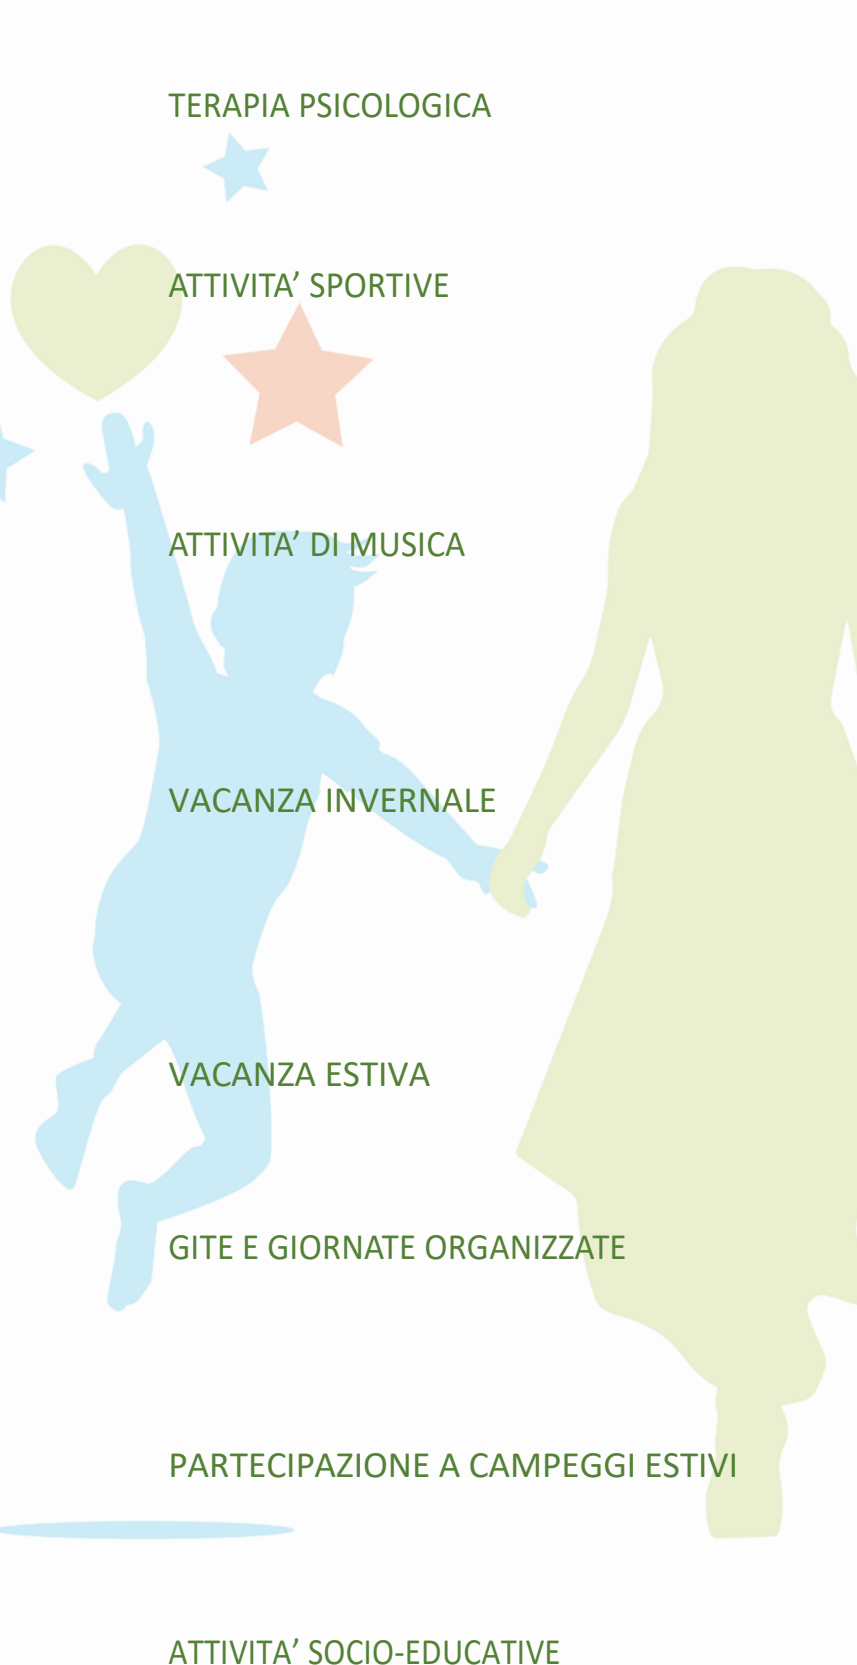 TERAPIA PSICOLOGICA
ATTIVITA’ SPORTIVE
ATTIVITA’ DI MUSICA
VACANZA INVERNALE
VACANZA ESTIVA
GITE E GIORNATE ORGANIZZATE
PARTECIPAZIONE A CAMPEGGI ESTIVI
ATTIVITA’ SOCIO-EDUCATIVE